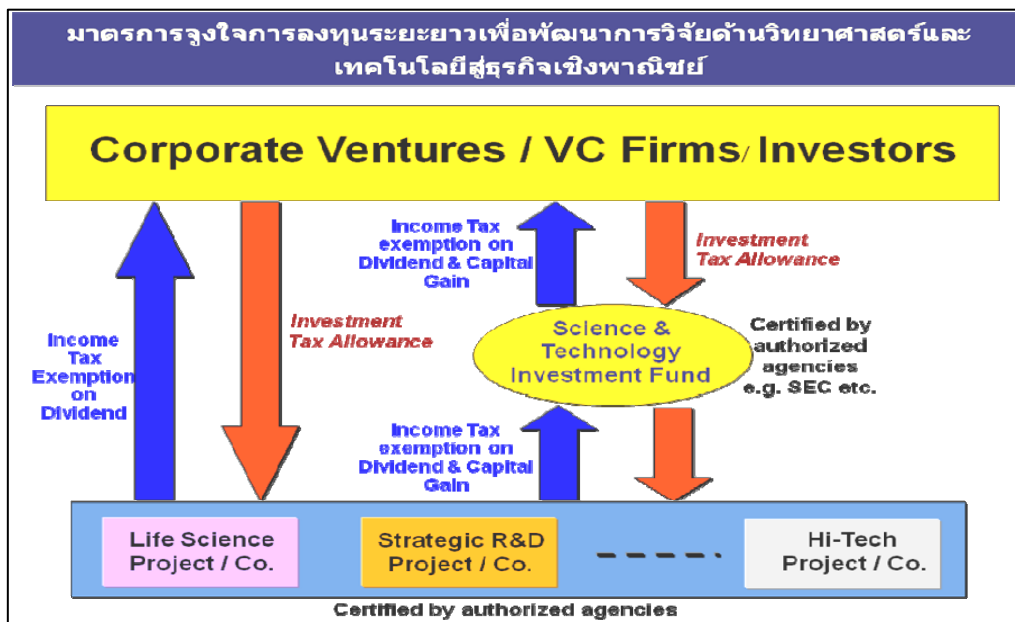 มาตรการจูงใจการลงทุนระยะยาวเพื่อพัฒนาการวิจัยด้านวิทยาศาสตร์และ
เทคโนโลยีสู่ธุรกิจเชิงพาณิชย์
Corporate Ventures / VC Firms/ Investors
Income Tax
exemption on
Dividend & Capital
Gain
Investment
Tax Allowance
Income
Tax
Exemption
on
Dividend
Investment
Tax Allowance
Science &
Technology
Investment Fund
Certified by
authorized
agencies
e.g. SEC etc.
Income Tax
exemption on
Dividend & Capital
Gain
Life Science
Project / Co.
Strategic R&D
Project / Co.
Hi-Tech
Project / Co.
Certified by authorized agencies